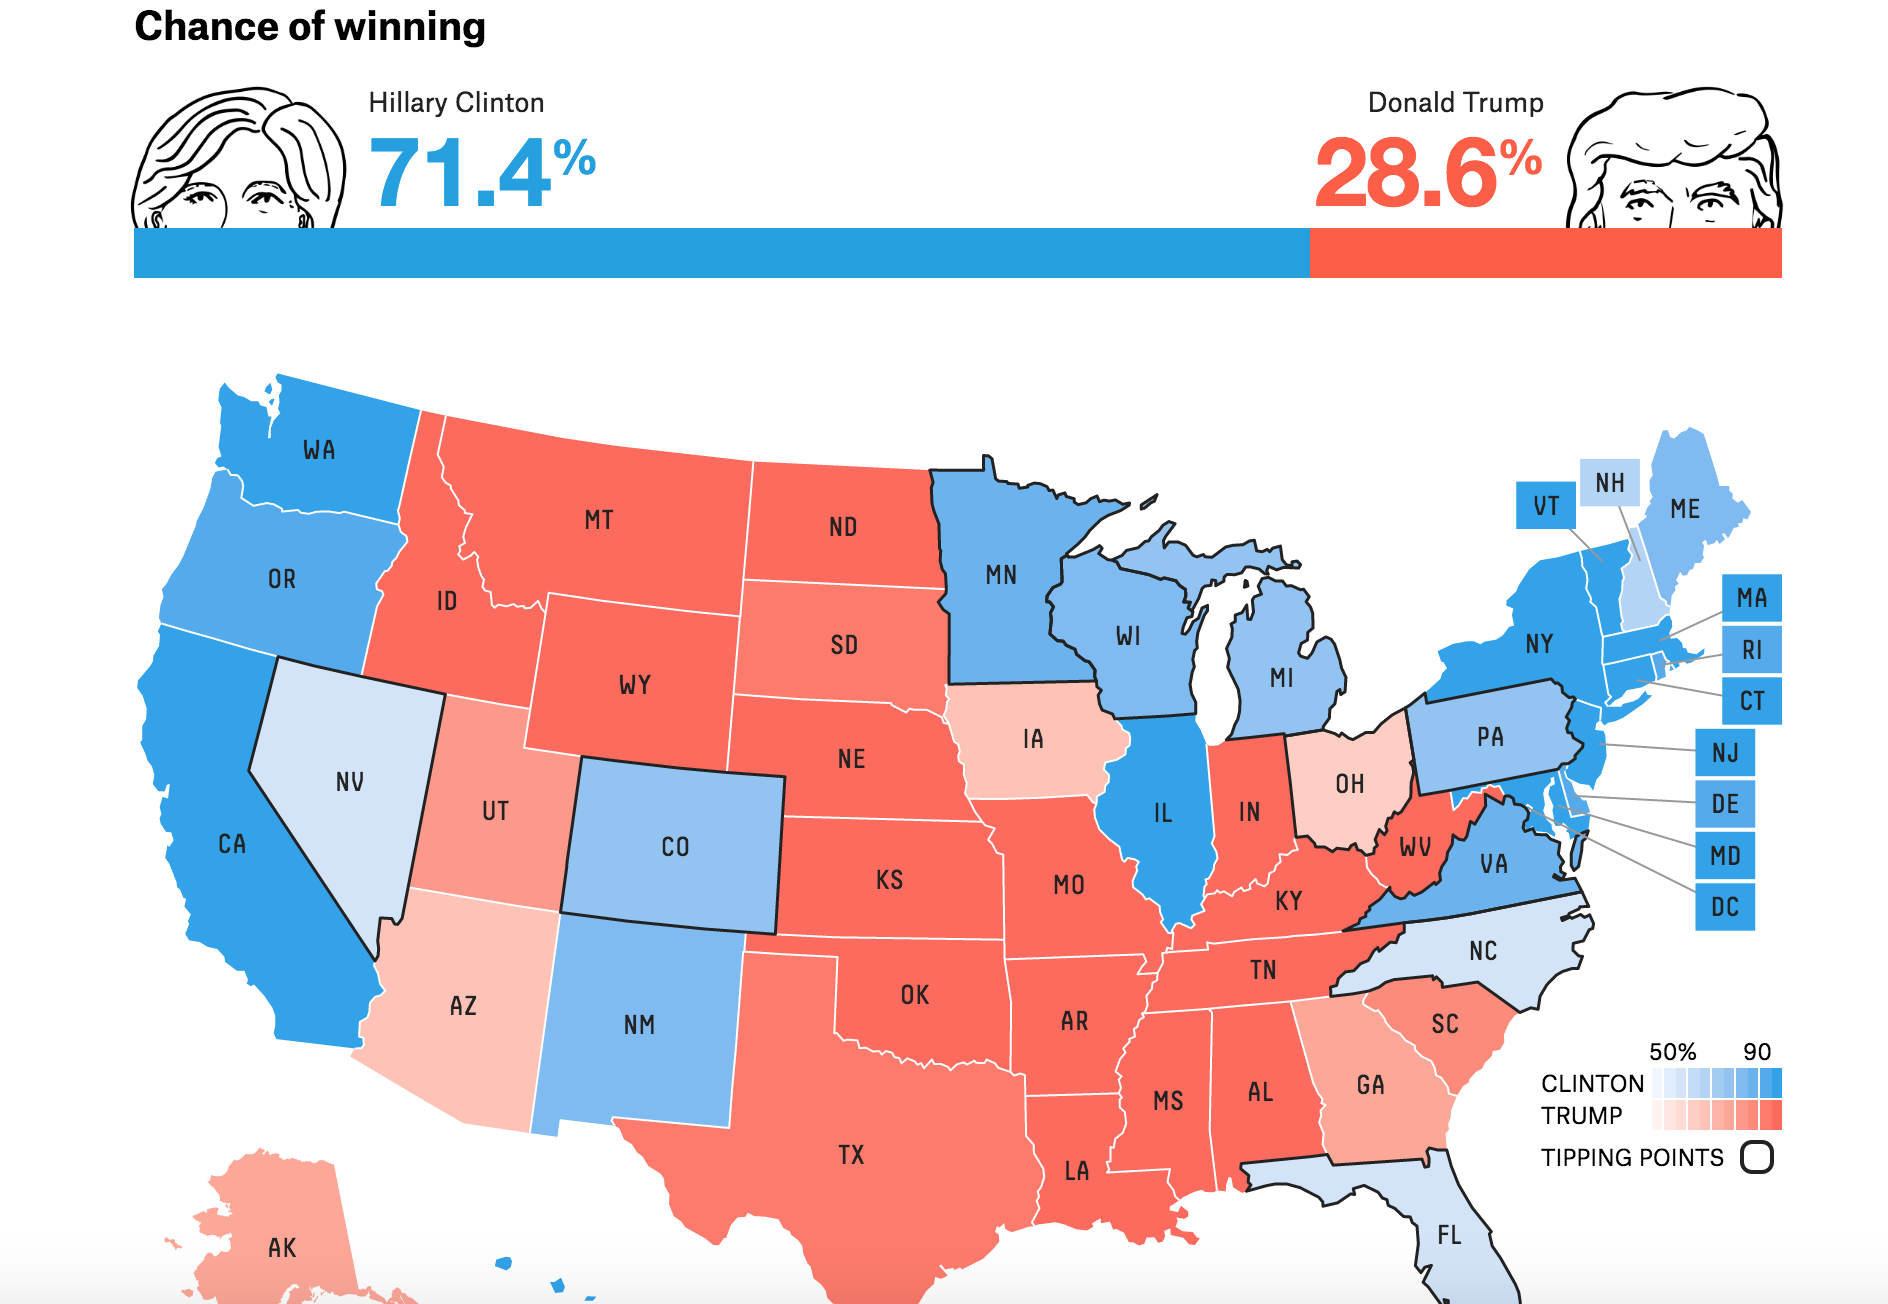 Chance of winning
Hillary Clinton
71.4%
Donald Trump
28.6%
WA
MT
ND
MN
VT
NH
ME
OR
ID
SD
WI
MI
NY
MA
RI
CT
WY
NE
IA
PA
NJ
NV
UT
CO
IL
IN
OH
DE
CA
KS
MO
KY
WV
VA
MD
DC
AZ
NM
OK
AR
TN
NC
SC
TX
LA
MS
AL
GA
50% 90
CLINTON
TRUMP
TIPPING POINTS
AK
FL